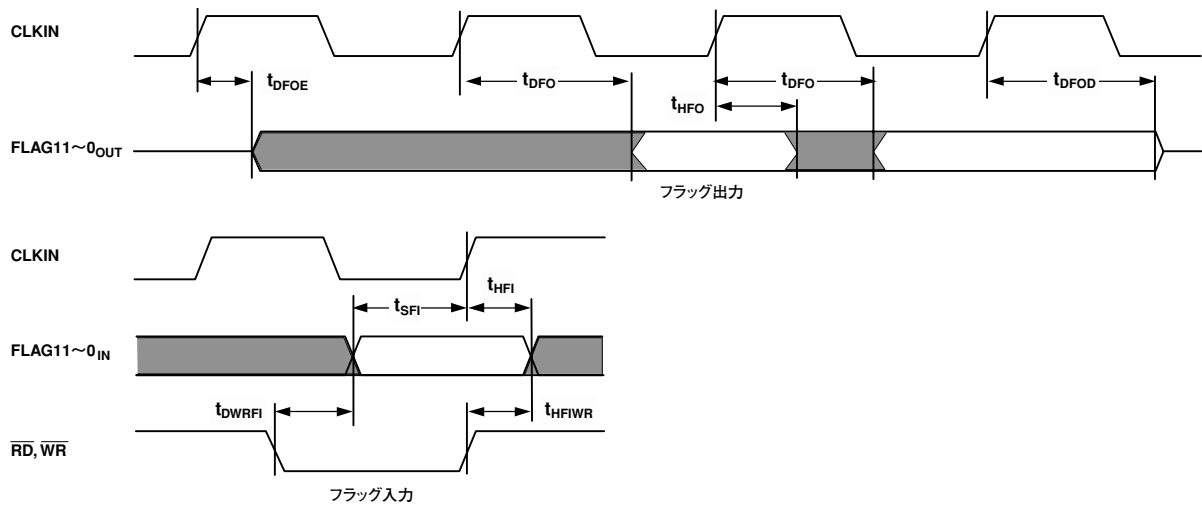 CLKIN
tDFOE
tDFO
tDFO
tHFO
tDFOD
FLAG11～0OUT
フラッグ出力
CLKIN
tSFI
tHFI
FLAG11～0IN
tDWRFI
tHFIWR
RD, WR
フラッグ入力